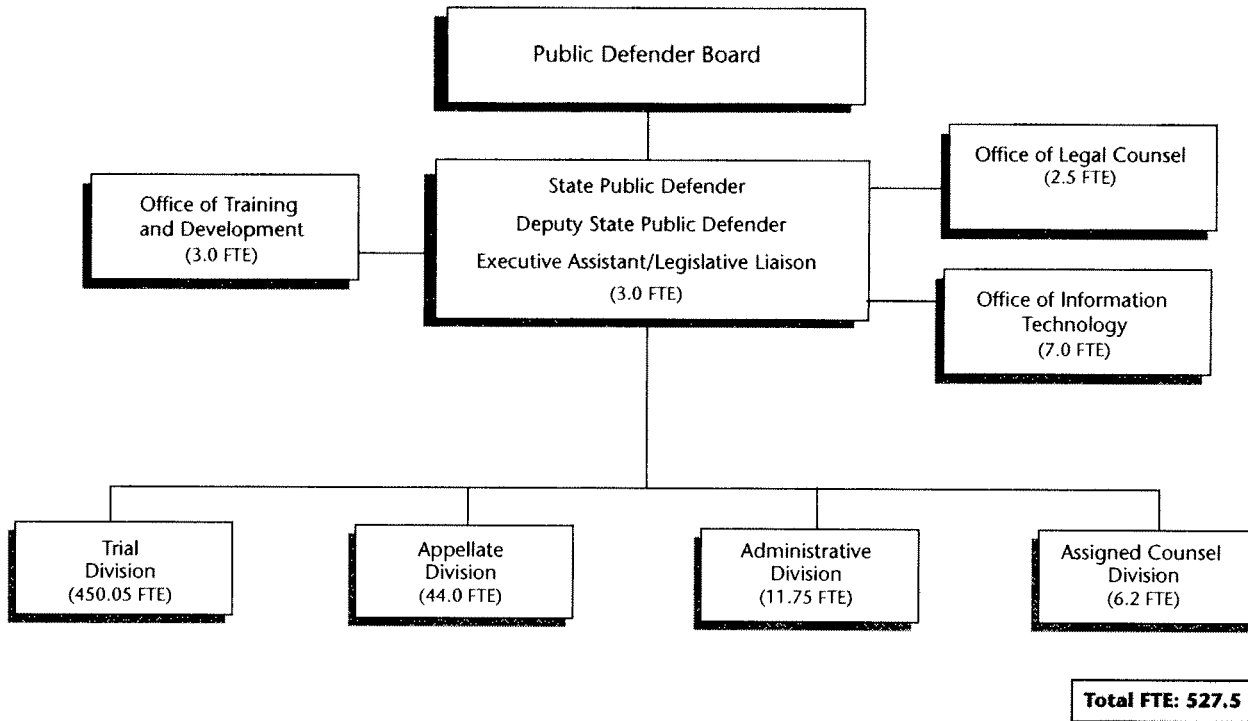 Public Defender Board
Office of Legal Counsel
(2.5 FTE)
Office of Training
and Development
(3.0 FTE)
State Public Defender
Deputy State Public Defender
Executive Assistant/Legislative Liaison
(3.0 FTE)
Office of Information
Technology
(7.0 FTE)
Trial
Division
(450.05 FTE)
Appellate
Division
(44.0 FTE)
Administrative
Division
(11.75 FTE)
Assigned Counsel
Division
(6.2 FTE)
Total FTE: 527.5